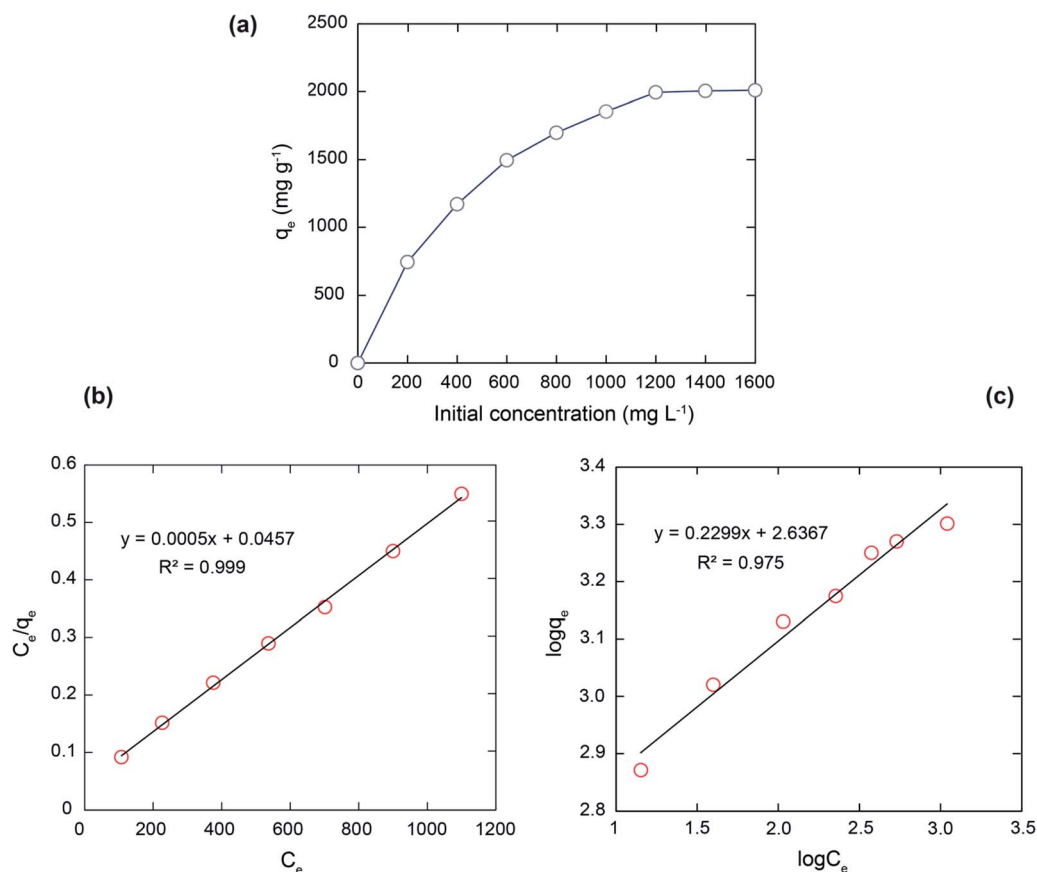 (a)
2500
2000
1500
1000
500
0
qₑ (mg g⁻¹)
0 200 400 600 800 1000 1200 1400 1600
Initial concentration (mg L⁻¹)
(b)
0.6
0.5
0.4
0.3
0.2
0.1
0
Cₑ/qₑ
y = 0.0005x + 0.0457
R² = 0.999
0 200 400 600 800 1000 1200
Cₑ
(c)
3.4
3.3
3.2
3.1
3.0
2.9
2.8
logqₑ
y = 0.2299x + 2.6367
R² = 0.975
1 1.5 2.0 2.5 3.0 3.5
logCₑ